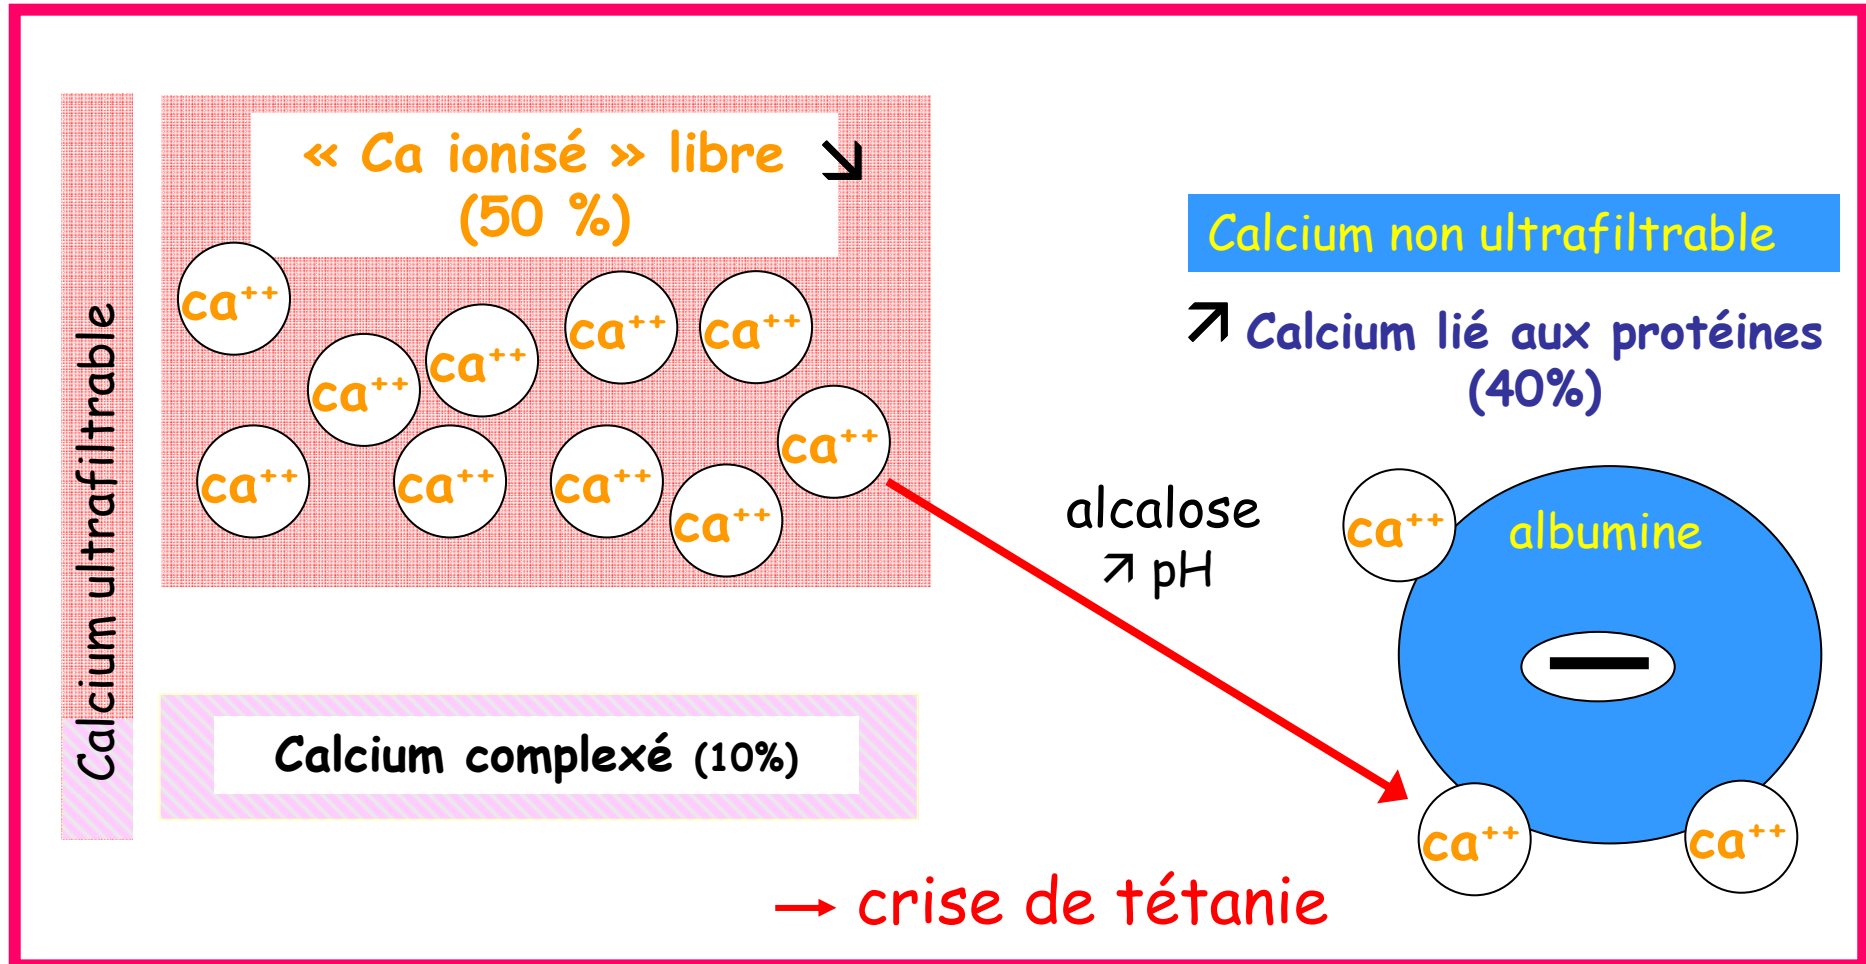 Calcium ultrafiltrable
« Ca ionisé » libre ↘
(50 %)
ca++
ca++
ca++
ca++
ca++
ca++
ca++
ca++
ca++
ca++
Calcium complexé (10%)
Calcium non ultrafiltrable
↗ Calcium lié aux protéines
(40%)
alcalose
↗ pH
ca++
albumine
—
ca++
ca++
→ crise de tétanie